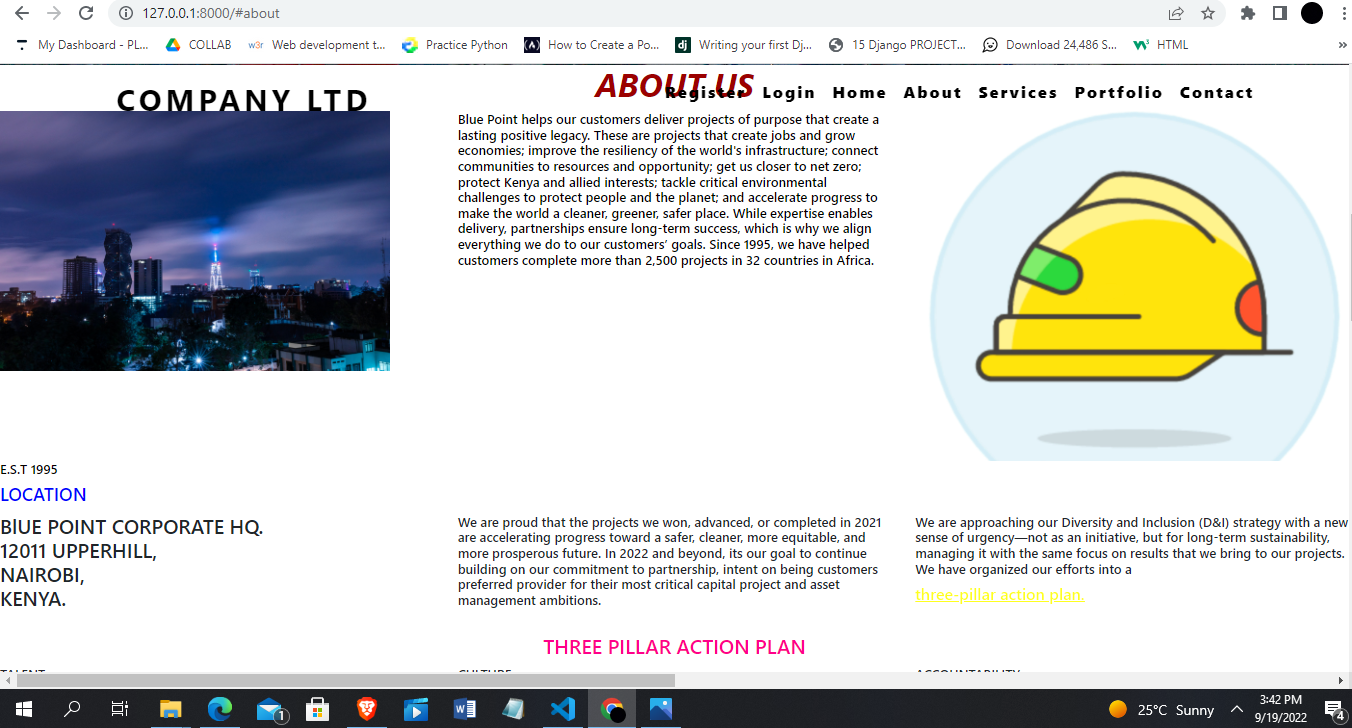 127.0.0.1:8000/#about
My Dashboard - PL...
COLLAB
w3r
Web development t...
Practice Python
How to Create a Po...
dj
Writing your first Dj...
15 Django PROJECT...
Download 24,486 S...
HTML
»
COMPANY LTD
ABOUT US
Register Login Home About Services Portfolio Contact
Blue Point helps our customers deliver projects of purpose that create a
lasting positive legacy. These are projects that create jobs and grow
economies; improve the resiliency of the world's infrastructure; connect
communities to resources and opportunity; get us closer to net zero;
protect Kenya and allied interests; tackle critical environmental
challenges to protect people and the planet; and accelerate progress to
make the world a cleaner, greener, safer place. While expertise enables
delivery, partnerships ensure long-term success, which is why we align
everything we do to our customers’ goals. Since 1995, we have helped
customers complete more than 2,500 projects in 32 countries in Africa.
E.S.T 1995
LOCATION
BlUE POINT CORPORATE HQ.
12011 UPPERHILL,
NAIROBI,
KENYA.
We are proud that the projects we won, advanced, or completed in 2021
are accelerating progress toward a safer, cleaner, more equitable, and
more prosperous future. In 2022 and beyond, its our goal to continue
building on our commitment to partnership, intent on being customers
preferred provider for their most critical capital project and asset
management ambitions.
We are approaching our Diversity and Inclusion (D&I) strategy with a new
sense of urgency—not as an initiative, but for long-term sustainability,
managing it with the same focus on results that we bring to our projects.
We have organized our efforts into a
three-pillar action plan.
THREE PILLAR ACTION PLAN
TALENT
CULTURE
ACCOUNTABILITY
1
25°C Sunny
3:42 PM
9/19/2022
4